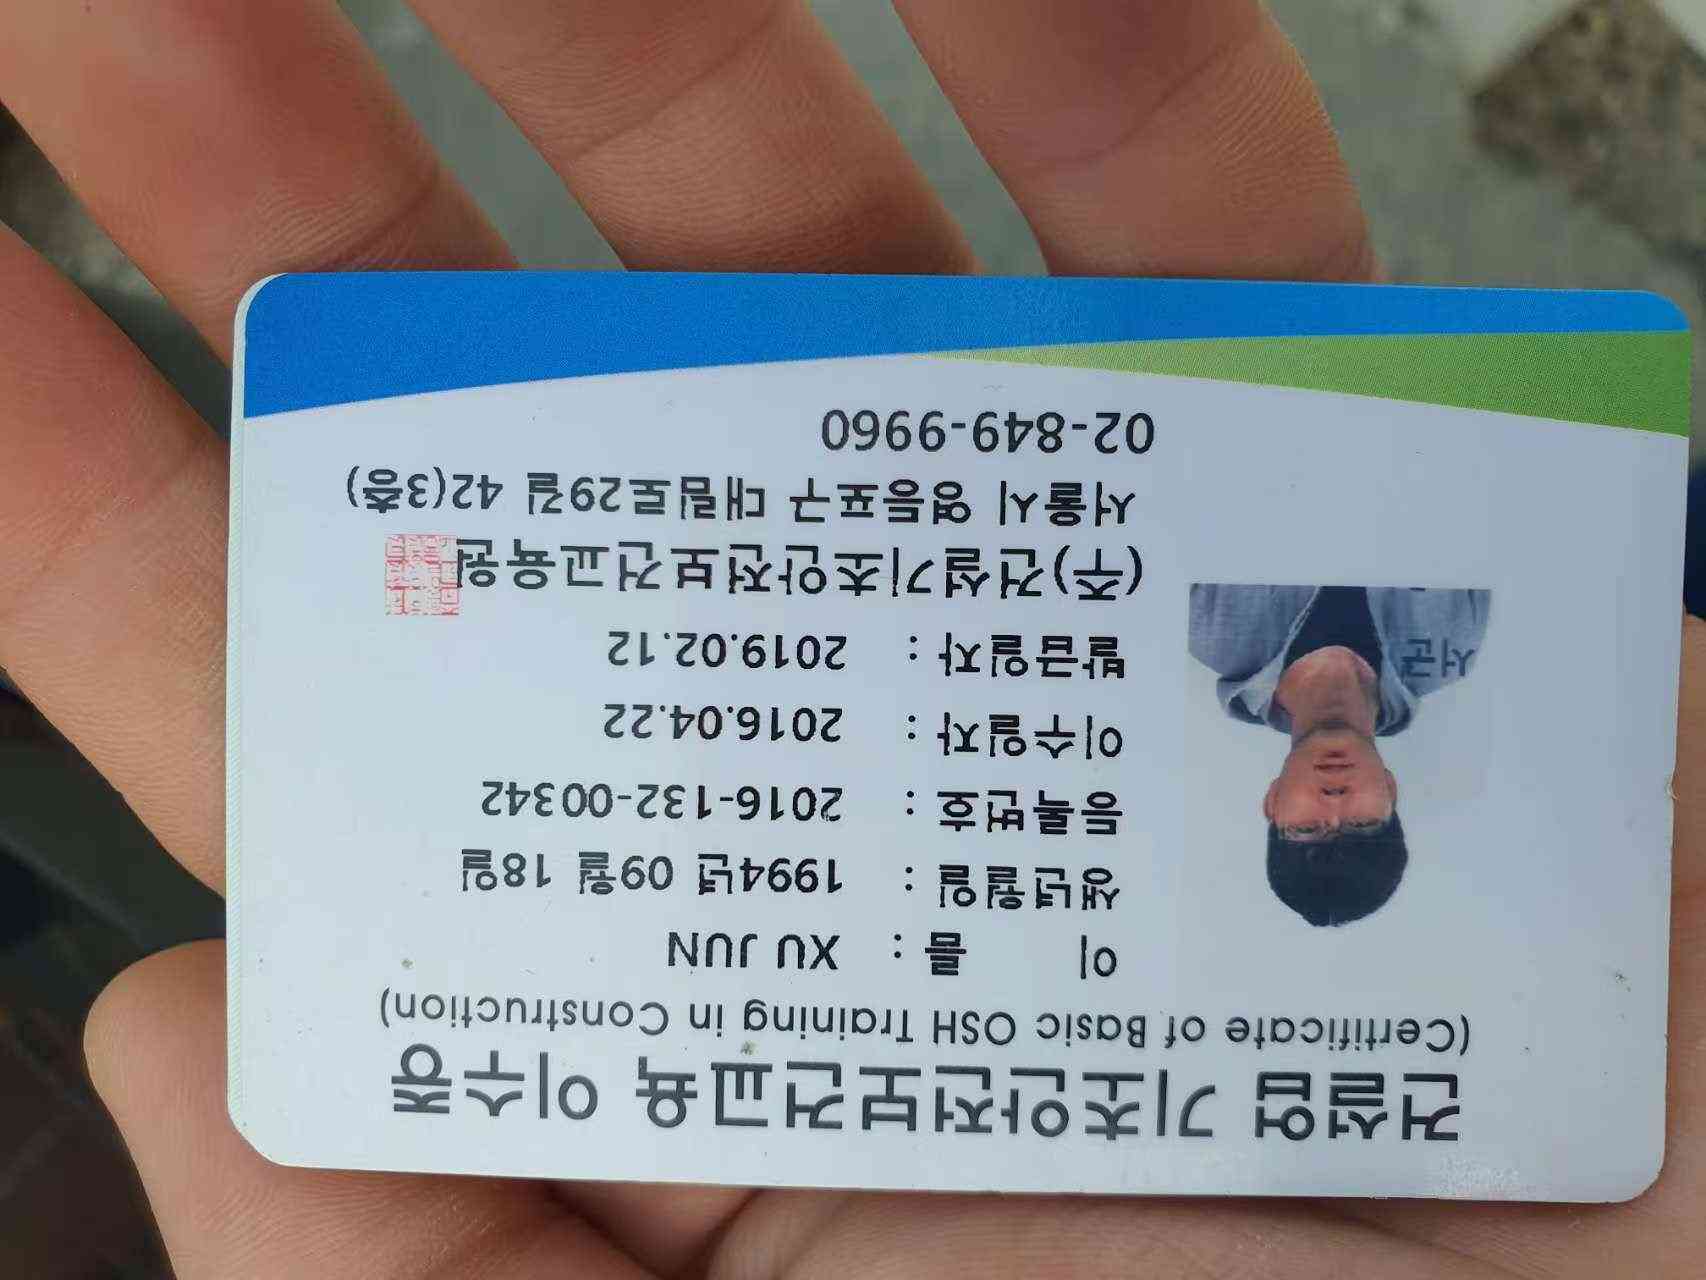 건설업 기초안전보건교육 이수증
(Certificate of Basic OSH Training in Construction)
이 름 : XU JUN
생년월일 : 1994년 09월 18일
등록번호 : 2016-132-00342
이수일자 : 2016.04.22
발급일자 : 2019.02.12
(주)건설기초안전보건교육원
서울시 영등포구 대림로29길 42(3층)
02-849-9960
서군